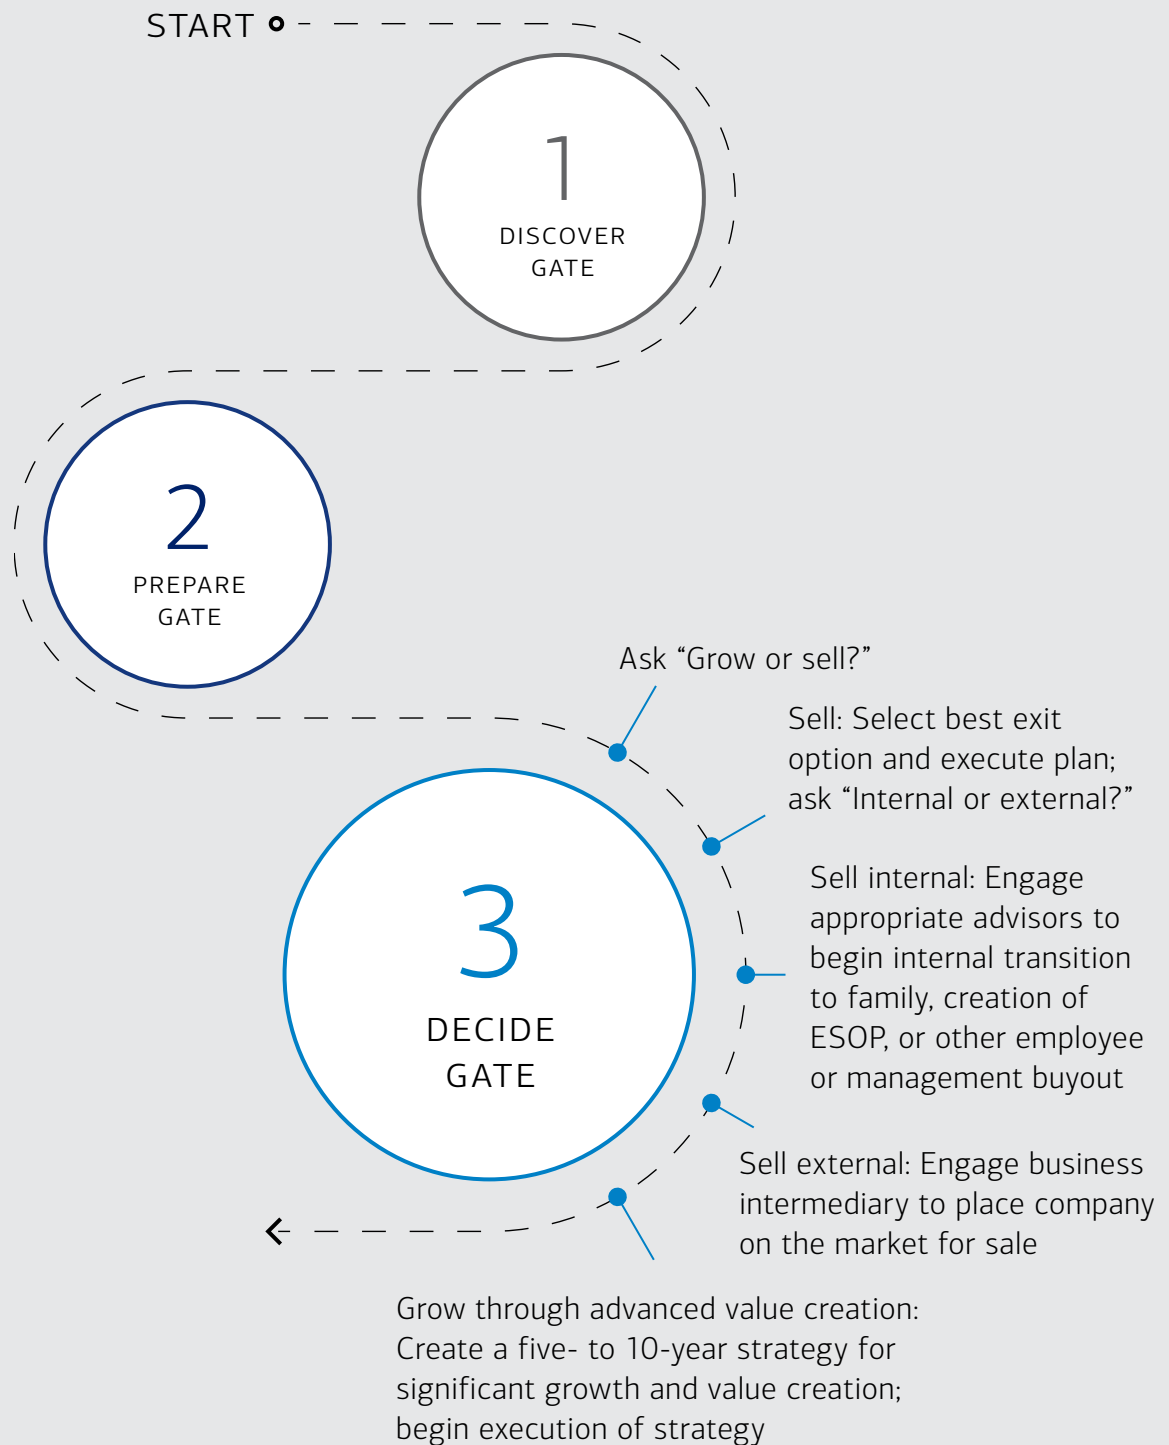 START
1
DISCOVER
GATE
2
PREPARE
GATE
Ask “Grow or sell?”
Sell: Select best exit
option and execute plan;
ask “Internal or external?”
3
DECIDE
GATE
Sell internal: Engage
appropriate advisors to
begin internal transition
to family, creation of
ESOP, or other employee
or management buyout
Sell external: Engage business
intermediary to place company
on the market for sale
Grow through advanced value creation:
Create a five- to 10-year strategy for
significant growth and value creation;
begin execution of strategy